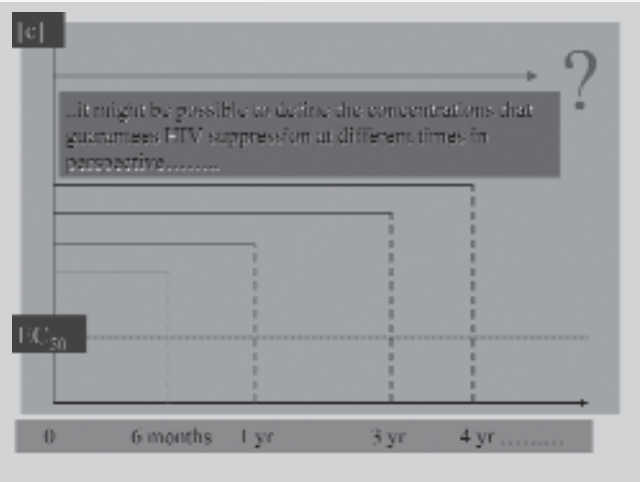 [c]
?
...it might be possible to define the concentrations that
guarantees HIV suppression at different times in
perspective.........
EC50
0 6 months 1 yr 3 yr 4 yr .........